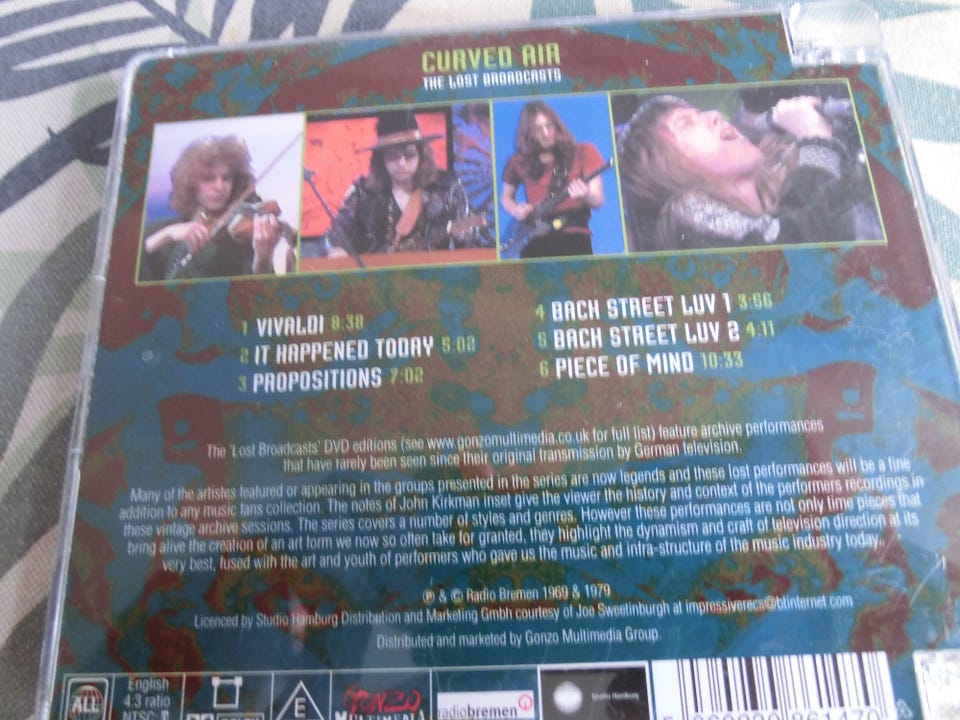 CURVED AIR
THE LOST BROADCASTS
1 VIVALDI 8:38
2 IT HAPPENED TODAY 5:02
3 PROPOSITIONS 7:02
4 BACH STREET LUV 1 3:56
5 BACH STREET LUV 2 4:11
6 PIECE OF MIND 10:33
The 'Lost Broadcasts' DVD editions (see www.gonzomultimedia.co.uk for full list) feature archive performances
that have rarely been seen since their original transmission by German television.
Many of the artistes featured or appearing in the groups presented in the series are now legends and these lost performances will be a fine
addition to any music fans collection. The notes of John Kirkman inset give the viewer the history and context of the performers recordings in
these vintage archive sessions. The series covers a number of styles and genres. However these performances are not only time pieces that
bring alive the creation of an art form we now so often take for granted, they highlight the dynamism and craft of television direction at its
very best, fused with the art and youth of performers who gave us the music and infra-structure of the music industry today.
℗ & © Radio Bremen 1969 & 1979
Licenced by Studio Hamburg Distribution and Marketing Gmbh courtesy of Joe Sweetinburgh at impressiverecs@btinternet.com
Distributed and marketed by Gonzo Multimedia Group.
ALL
English
4:3 ratio
NTSC:
E
GONZO
MULTIMEDIA
radiobremen
Studio Hamburg